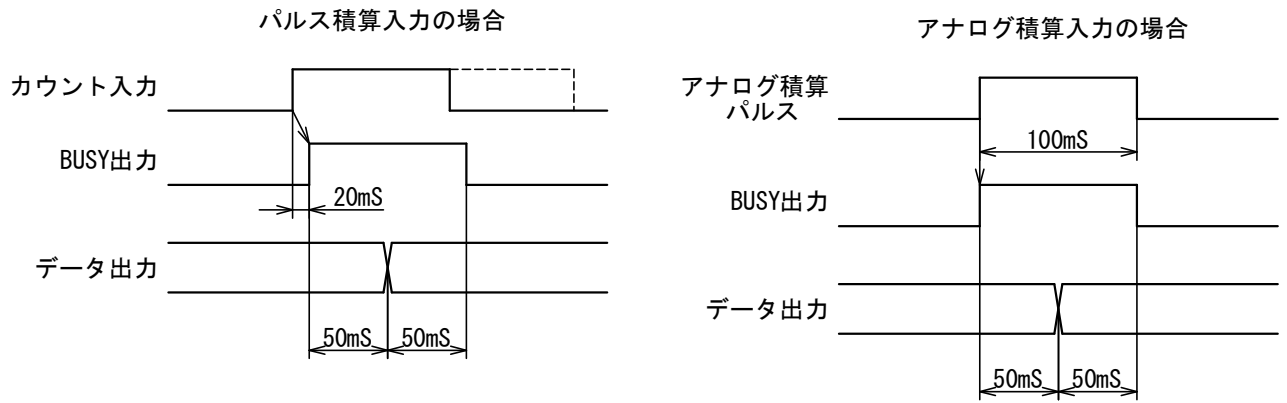 パルス積算入力の場合
カウント入力
BUSY出力
20mS
データ出力
50mS
50mS
アナログ積算入力の場合
アナログ積算
パルス
100mS
BUSY出力
データ出力
50mS
50mS